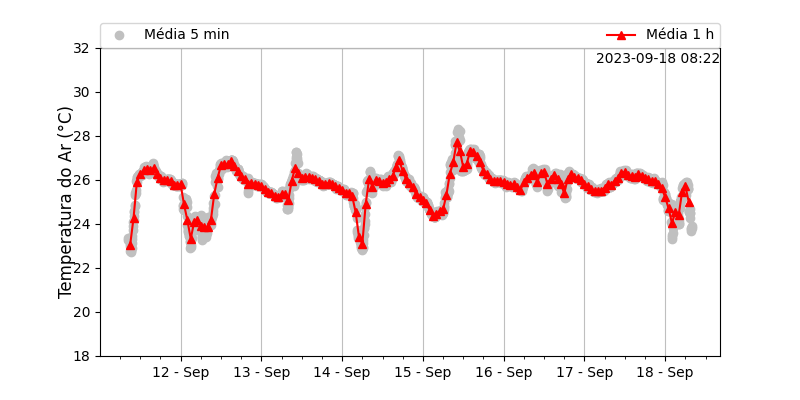 Média 5 min
Média 1 h
2023-09-18 08:22
Temperatura do Ar (°C)
32
30
28
26
24
22
20
18
12 - Sep
13 - Sep
14 - Sep
15 - Sep
16 - Sep
17 - Sep
18 - Sep